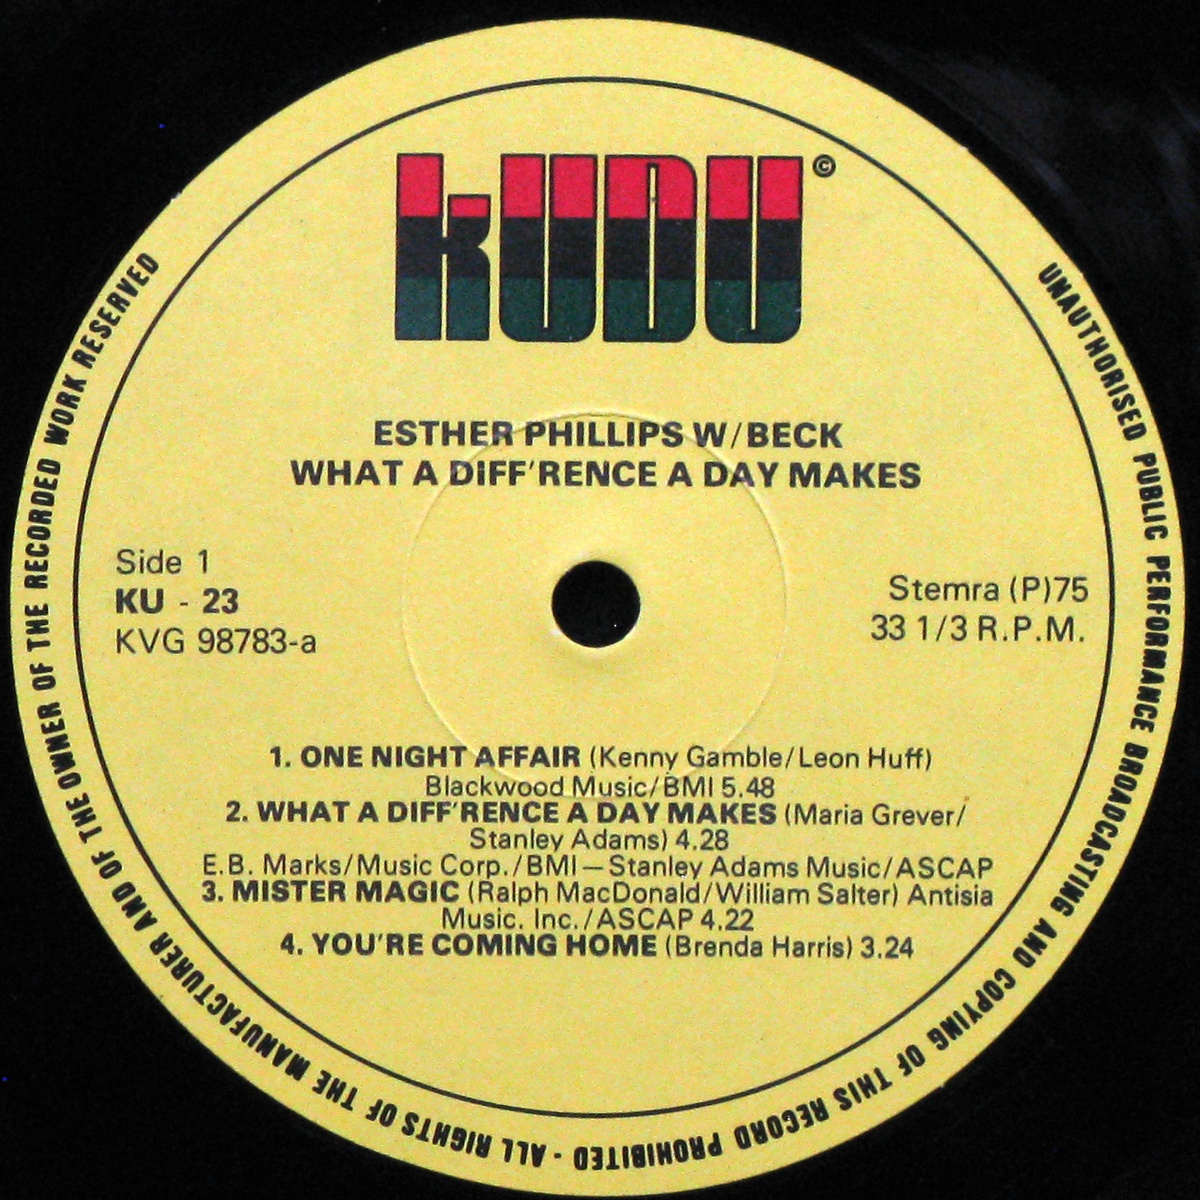 KUDU ©
ESTHER PHILLIPS W/BECK
WHAT A DIFF'RENCE A DAY MAKES
Side 1
KU - 23
KVG 98783-a
Stemra (P)75
33 1/3 R.P.M.
1. ONE NIGHT AFFAIR (Kenny Gamble/Leon Huff)
Blackwood Music/BMI 5.48
2. WHAT A DIFF'RENCE A DAY MAKES (Maria Grever/
Stanley Adams) 4.28
E.B. Marks/Music Corp./BMI – Stanley Adams Music/ASCAP
3. MISTER MAGIC (Ralph MacDonald/William Salter) Antisia
Music. Inc./ASCAP 4.22
4. YOU'RE COMING HOME (Brenda Harris) 3.24
UNAUTHORISED PUBLIC PERFORMANCE BROADCASTING AND COPYING OF THIS RECORD PROHIBITED - ALL RIGHTS OF THE MANUFACTURER AND OF THE OWNER OF THE RECORDED WORK RESERVED